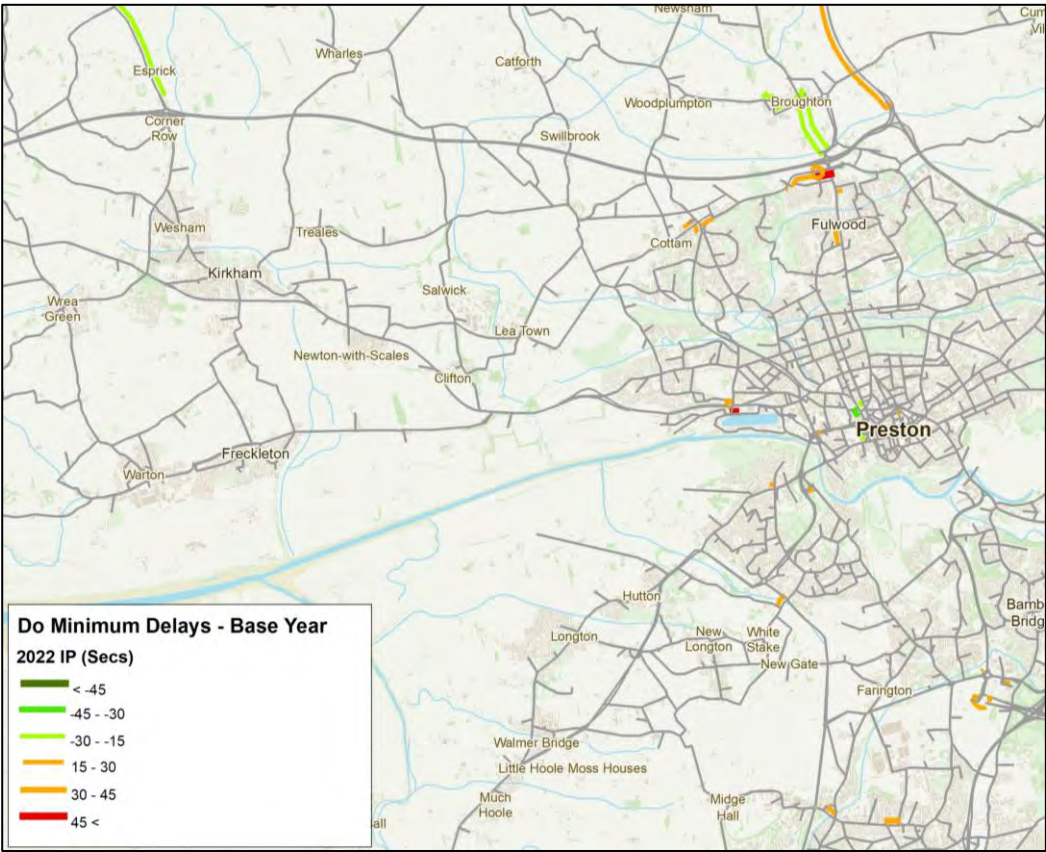 Newsham
Cum
Vil
Wharles
Catforth
Esprick
Woodplumpton
Broughton
Corner
Row
Swillbrook
Wesham
Treales
Cottam
Fulwood
Kirkham
Salwick
Wrea
Green
Lea Town
Newton-with-Scales
Clifton
Preston
Freckleton
Warton
Hutton
Bamb
Bridg
Longton
New
Longton
White
Stake
New Gate
Farington
Walmer Bridge
Little Hoole Moss Houses
Much
Hoole
Midge
Hall
all
Do Minimum Delays - Base Year
2022 IP (Secs)
< -45
-45 - -30
-30 - -15
15 - 30
30 - 45
45 <